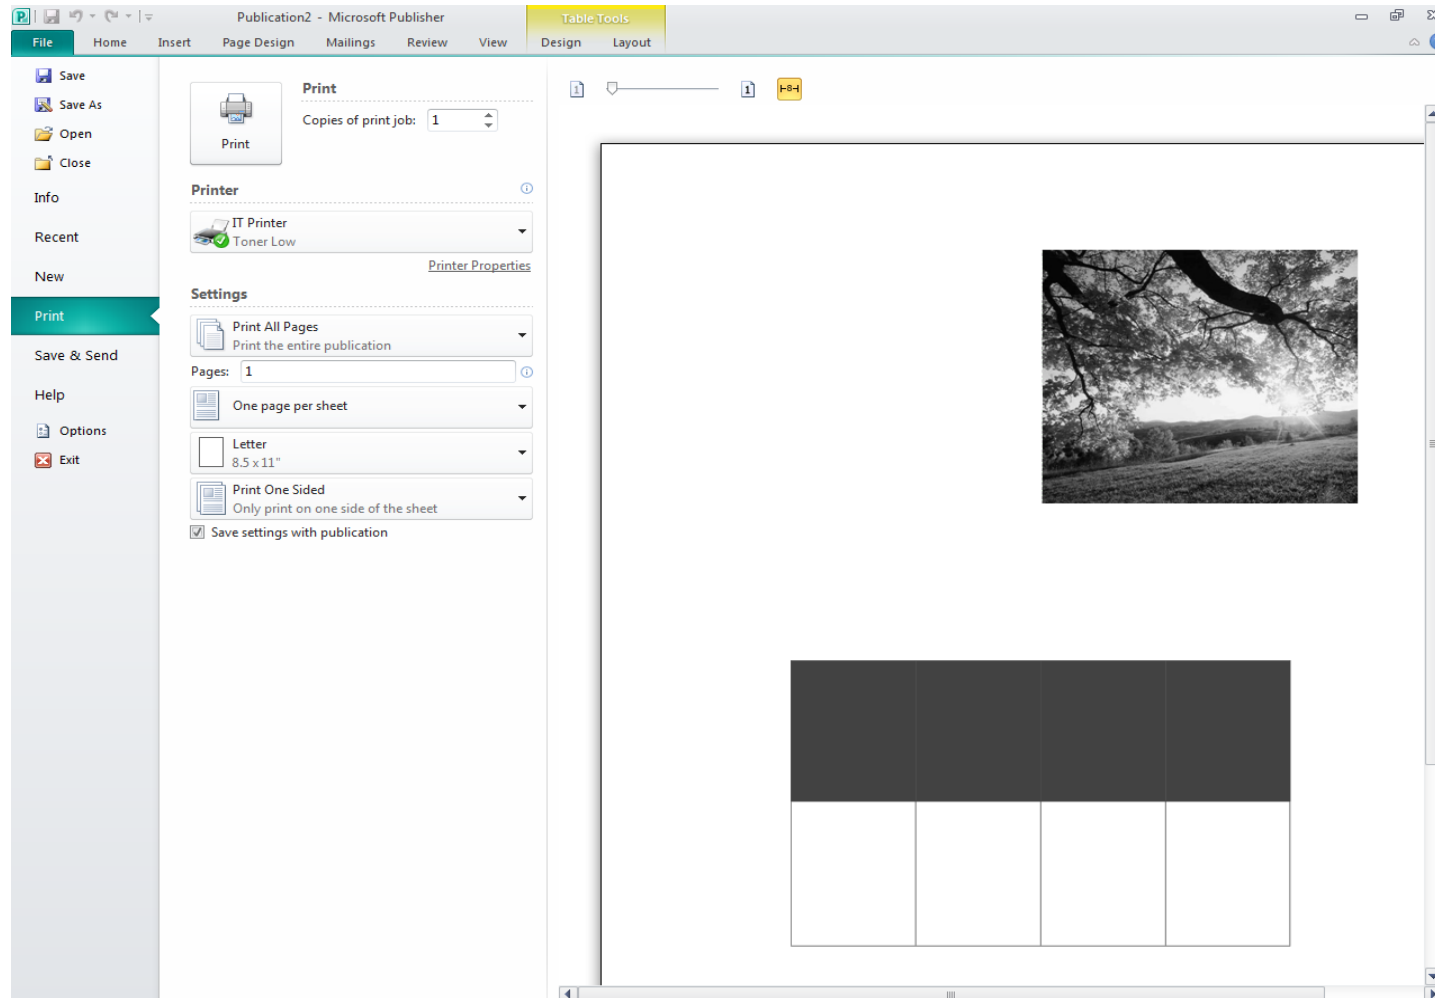 Publication2 - Microsoft Publisher
Table Tools
File Home Insert Page Design Mailings Review View Design Layout
Save
Save As
Open
Close
Info
Recent
New
Print
Save & Send
Help
Options
Exit
Print
Print
Copies of print job: 1
Printer
IT Printer
Toner Low
Printer Properties
Settings
Print All Pages
Print the entire publication
Pages: 1
One page per sheet
Letter
8.5 x 11"
Print One Sided
Only print on one side of the sheet
Save settings with publication
1
1
8